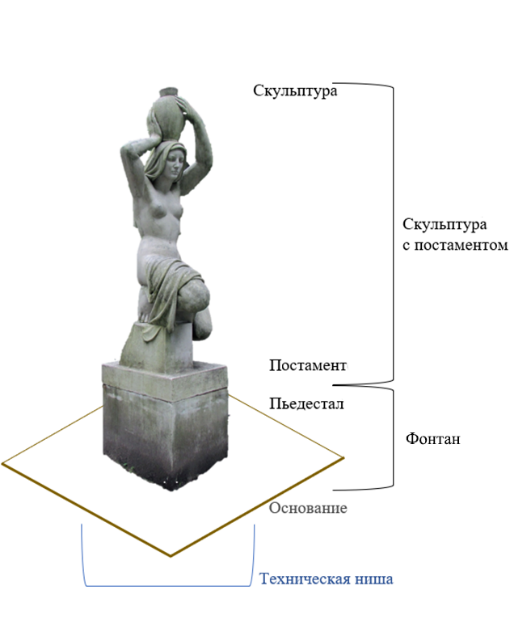 Скульптура
Скульптура
с постаментом
Постамент
Пьедестал
Фонтан
Основание
Техническая ниша